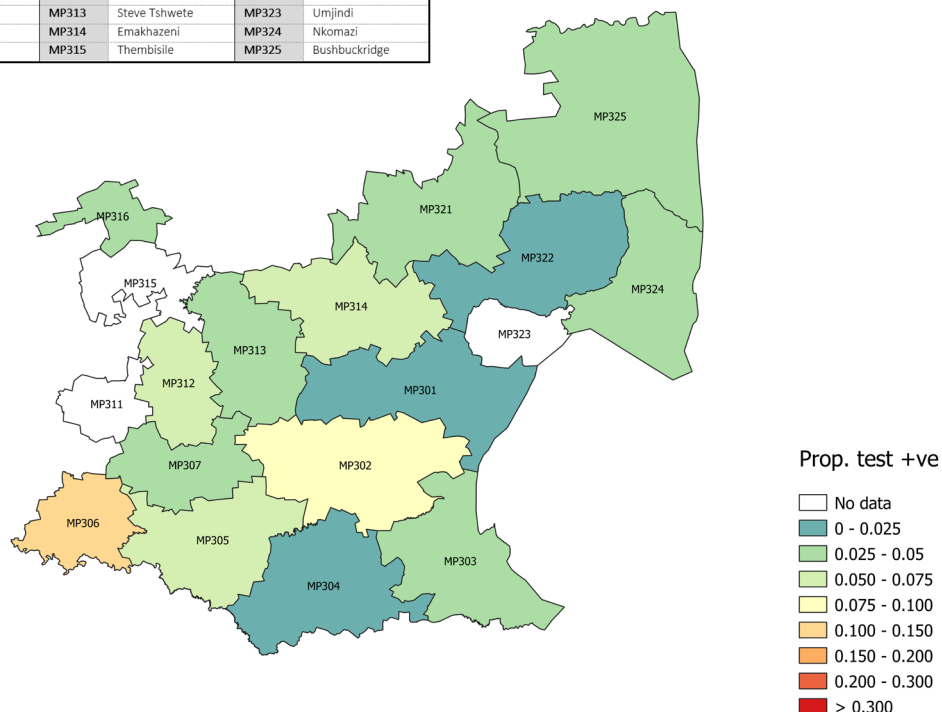 MP313 Steve Tshwete MP323 Umjindi
MP314 Emakhazeni MP324 Nkomazi
MP315 Thembisile MP325 Bushbuckridge
MP325
MP321
MP316
MP322
MP315
MP324
MP314
MP323
MP313
MP312
MP301
MP311
MP307
MP302
MP306
MP305
MP303
MP304
Prop. test +ve
No data
0 - 0.025
0.025 - 0.05
0.050 - 0.075
0.075 - 0.100
0.100 - 0.150
0.150 - 0.200
0.200 - 0.300
> 0.300